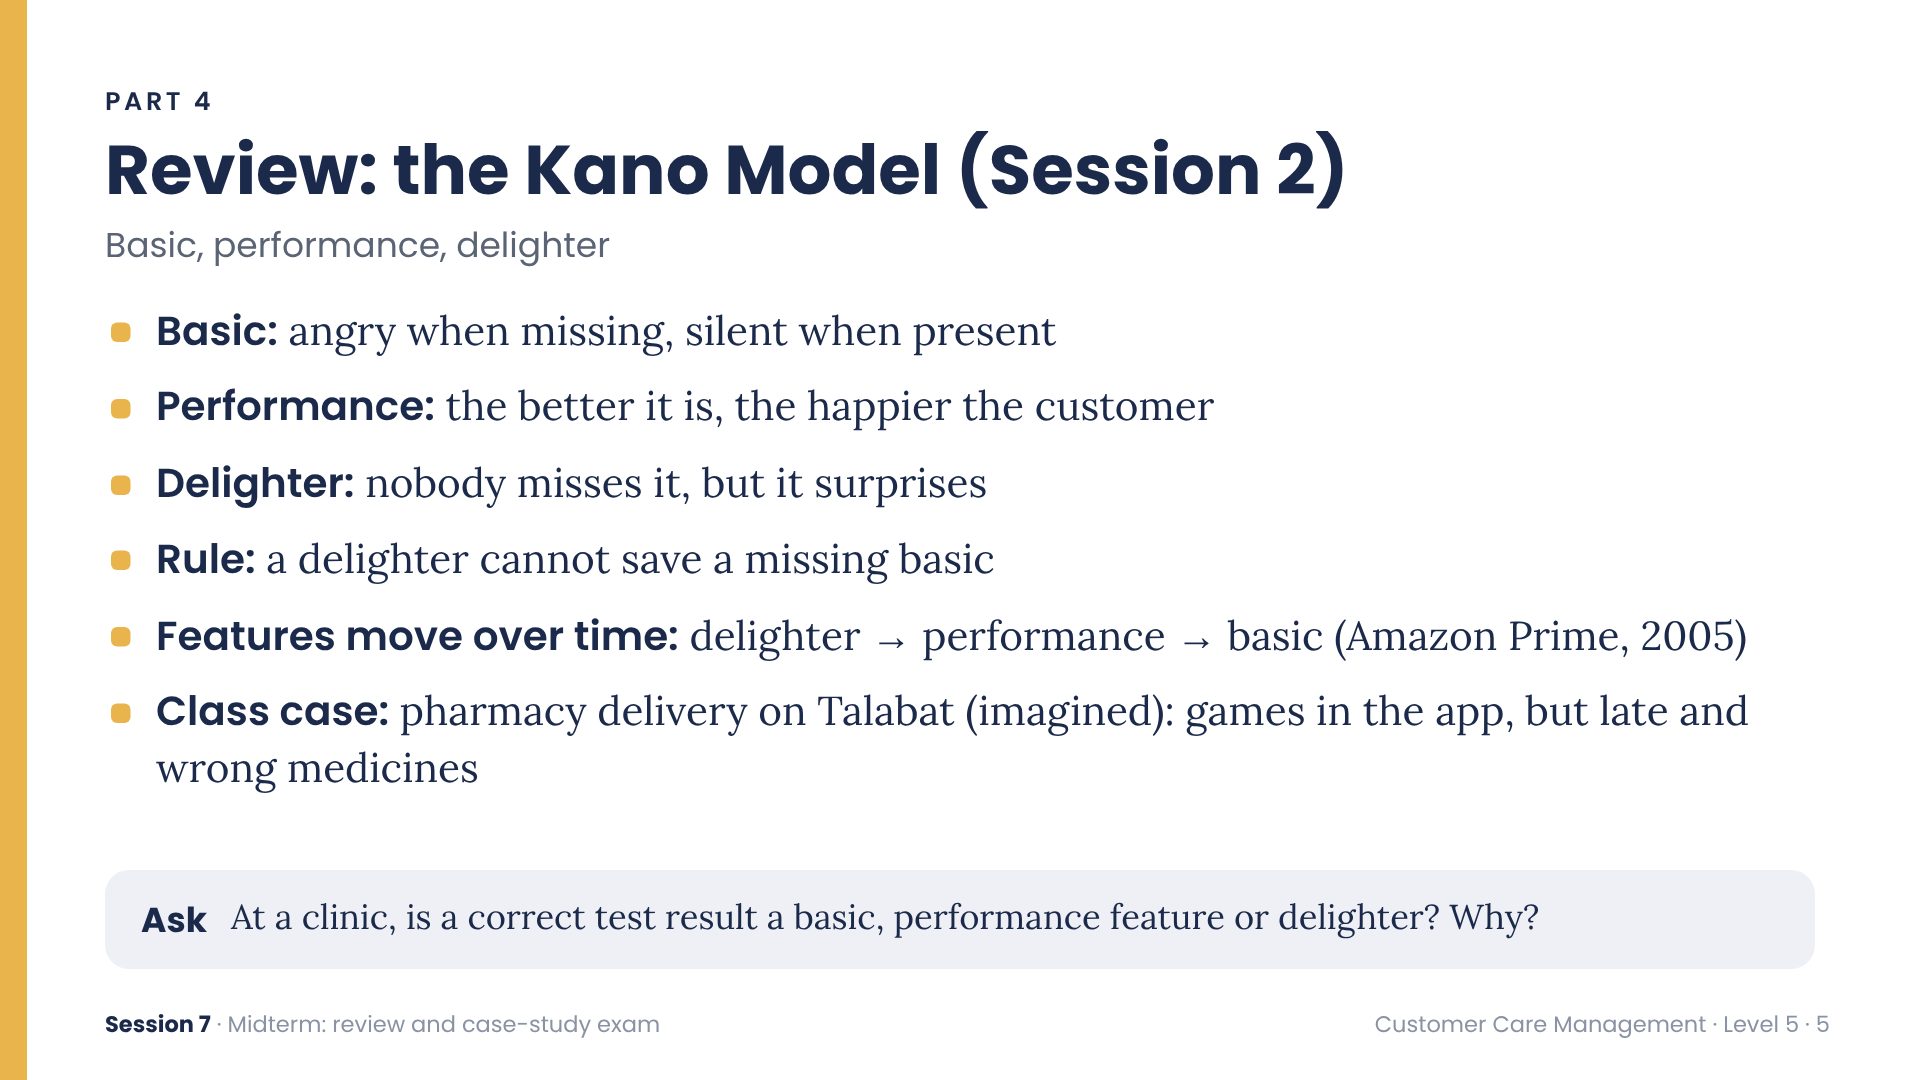 PART 4
Review: the Kano Model (Session 2)
Basic, performance, delighter
Basic: angry when missing, silent when present
Performance: the better it is, the happier the customer
Delighter: nobody misses it, but it surprises
Rule: a delighter cannot save a missing basic
Features move over time: delighter → performance → basic (Amazon Prime, 2005)
Class case: pharmacy delivery on Talabat (imagined): games in the app, but late and
wrong medicines
Ask At a clinic, is a correct test result a basic, performance feature or delighter? Why?
Session 7 · Midterm: review and case-study exam
Customer Care Management · Level 5 · 5